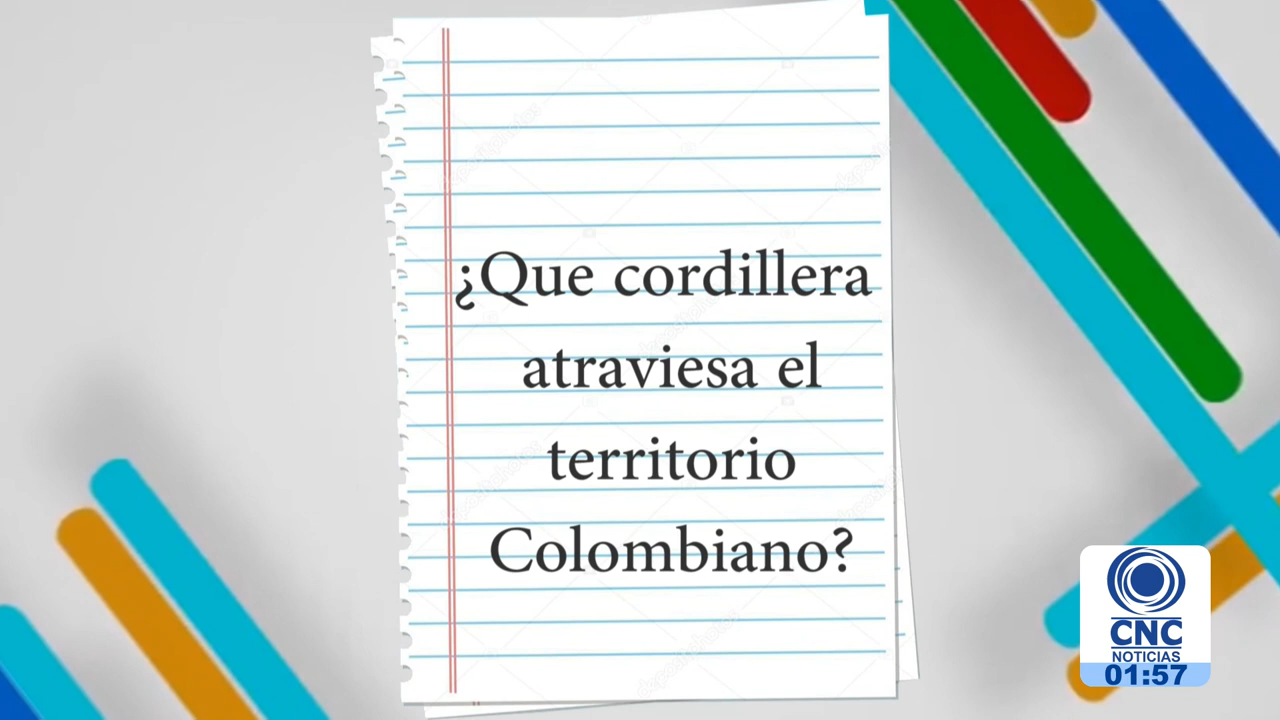 ¿Que cordillera
atraviesa el
territorio
Colombiano?
CNC
NOTICIAS
01:57